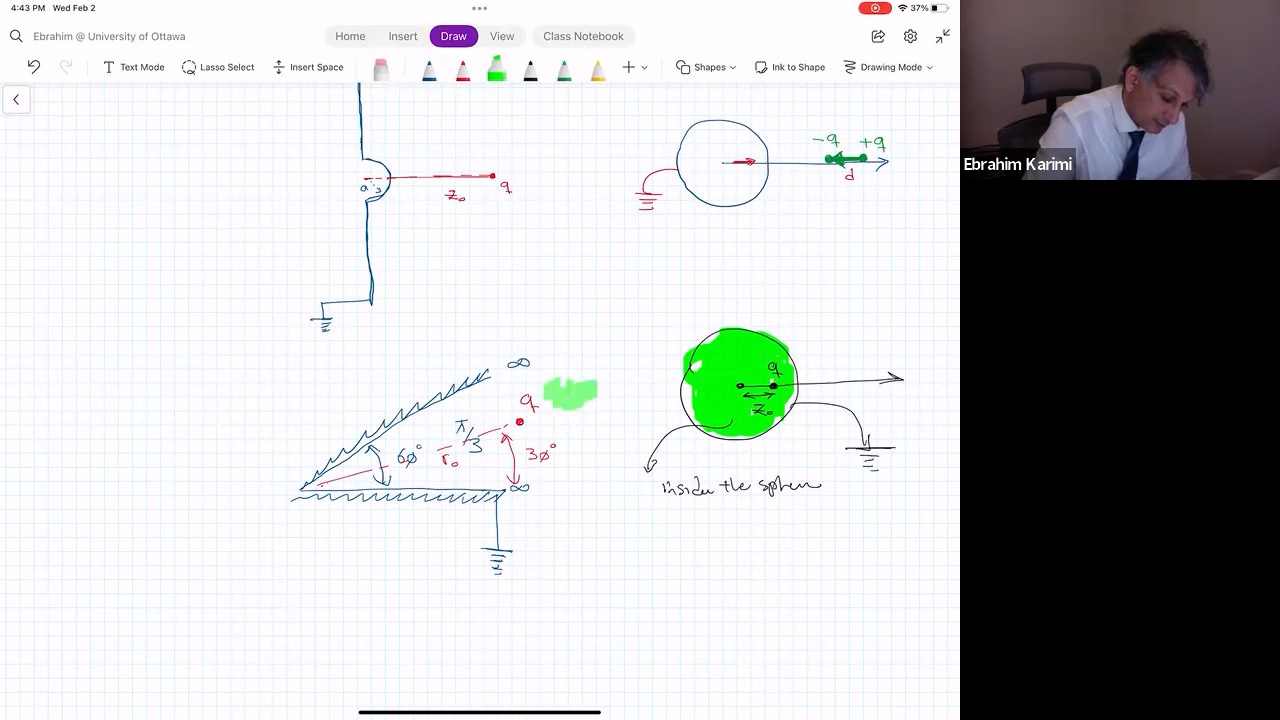 4:43 PM Wed Feb 2
37%
Ebrahim @ University of Ottawa
Home Insert Draw View Class Notebook
Text Mode Lasso Select Insert Space Shapes Ink to Shape Drawing Mode
Ebrahim Karimi
-q +q
d
a
z₀ q
∞
q
60° r₀ π/3 30°
∞
q
z₀
inside the sphere